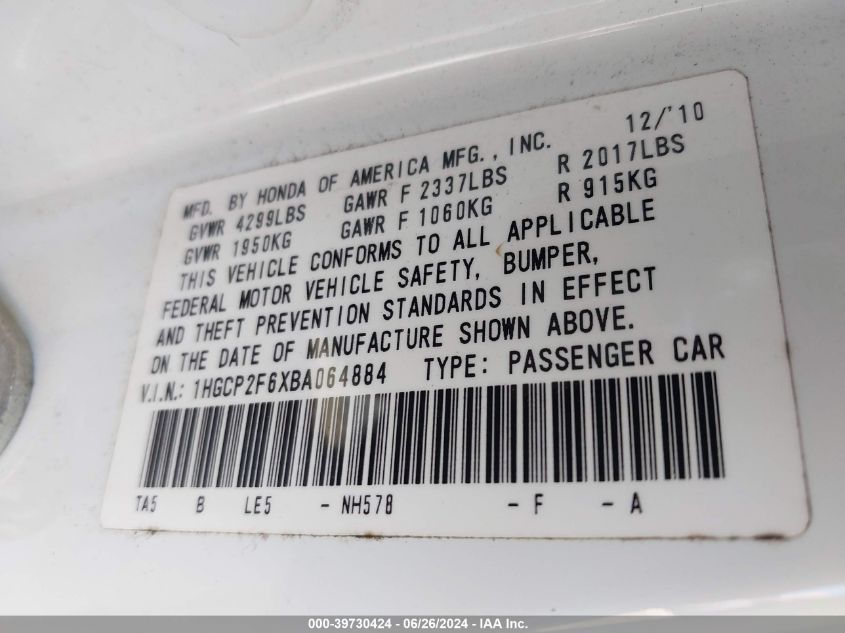 MFD. BY HONDA OF AMERICA MFG., INC. 12/'10
GVWR 4299LBS GAWR F 2337LBS R 2017LBS
GVWR 1950KG GAWR F 1060KG R 915KG
THIS VEHICLE CONFORMS TO ALL APPLICABLE
FEDERAL MOTOR VEHICLE SAFETY, BUMPER,
AND THEFT PREVENTION STANDARDS IN EFFECT
ON THE DATE OF MANUFACTURE SHOWN ABOVE.
V.I.N.: 1HGCP2F6XBA064884 TYPE: PASSENGER CAR
TA5 B LE5 - NH578 - F - A
000-39730424 - 06/26/2024 - IAA Inc.